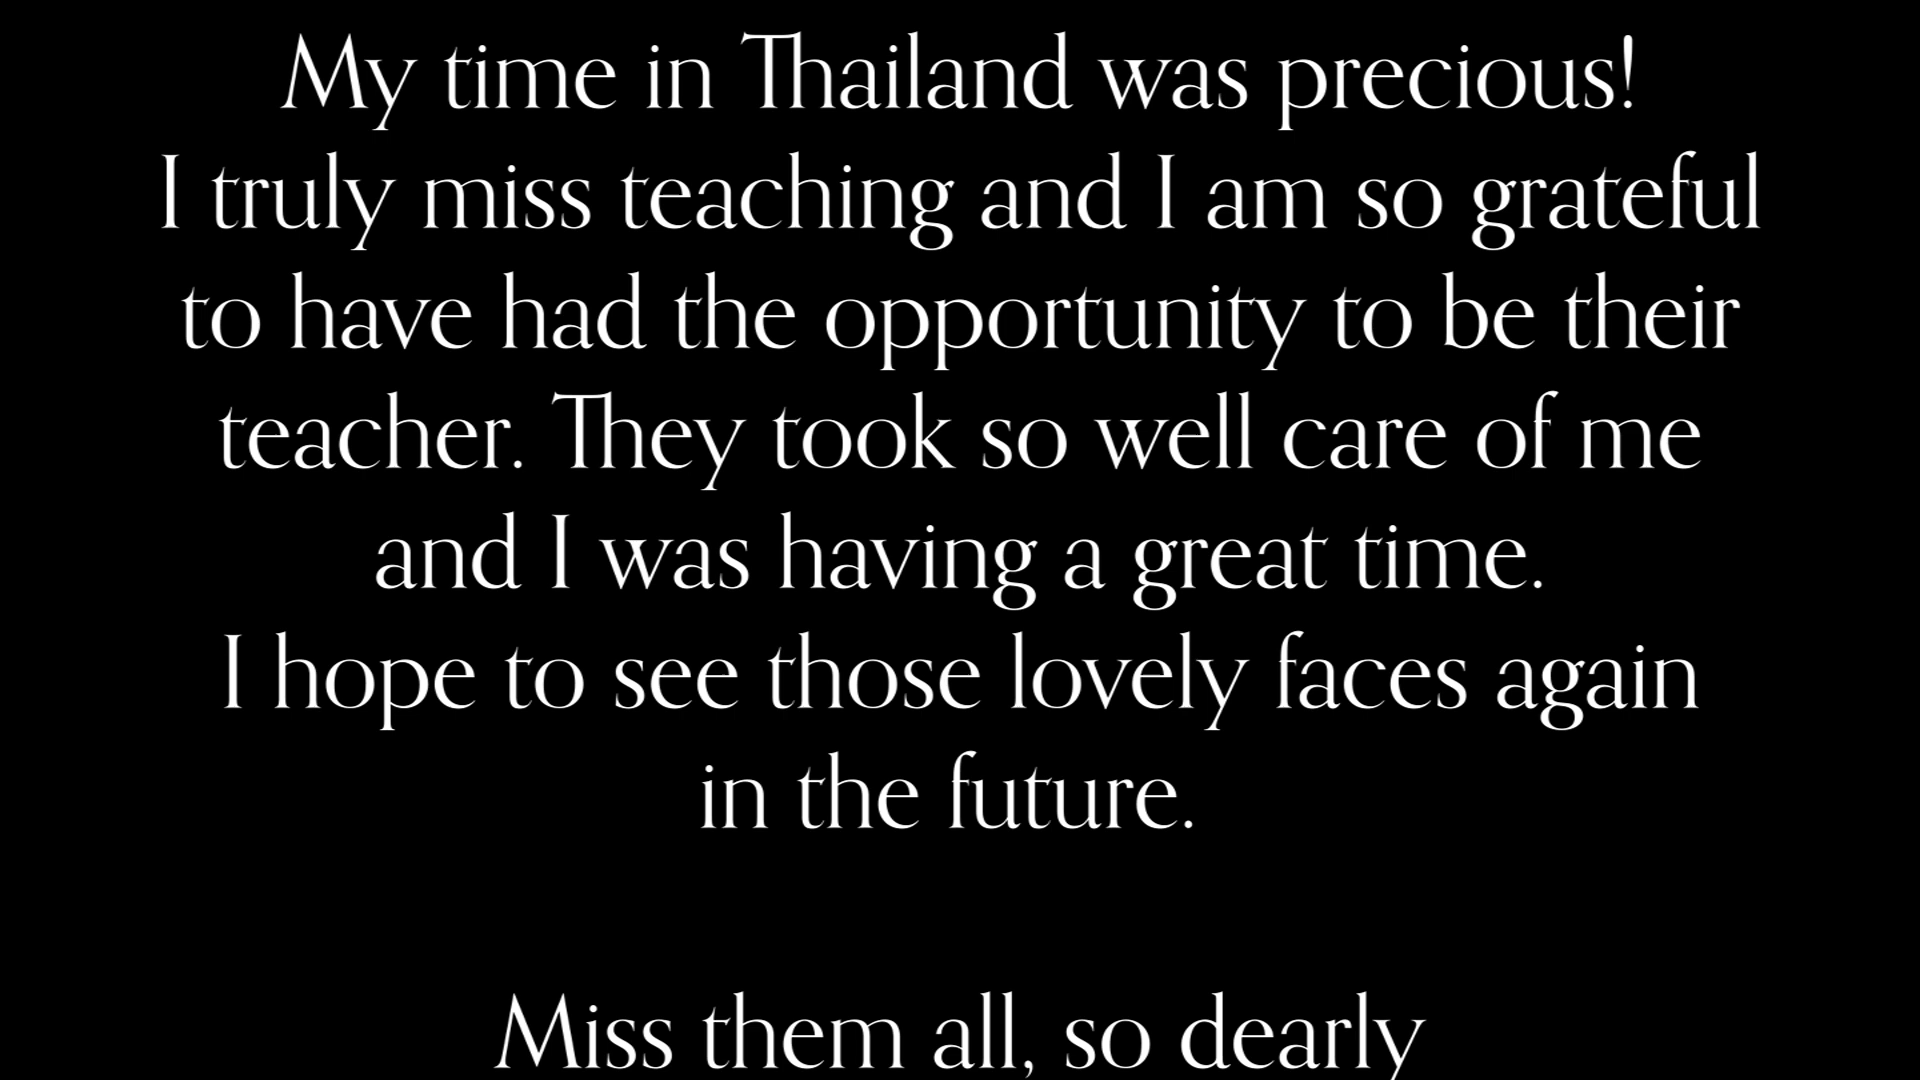 My time in Thailand was precious!
I truly miss teaching and I am so grateful
to have had the opportunity to be their
teacher. They took so well care of me
and I was having a great time.
I hope to see those lovely faces again
in the future.
Miss them all, so dearly